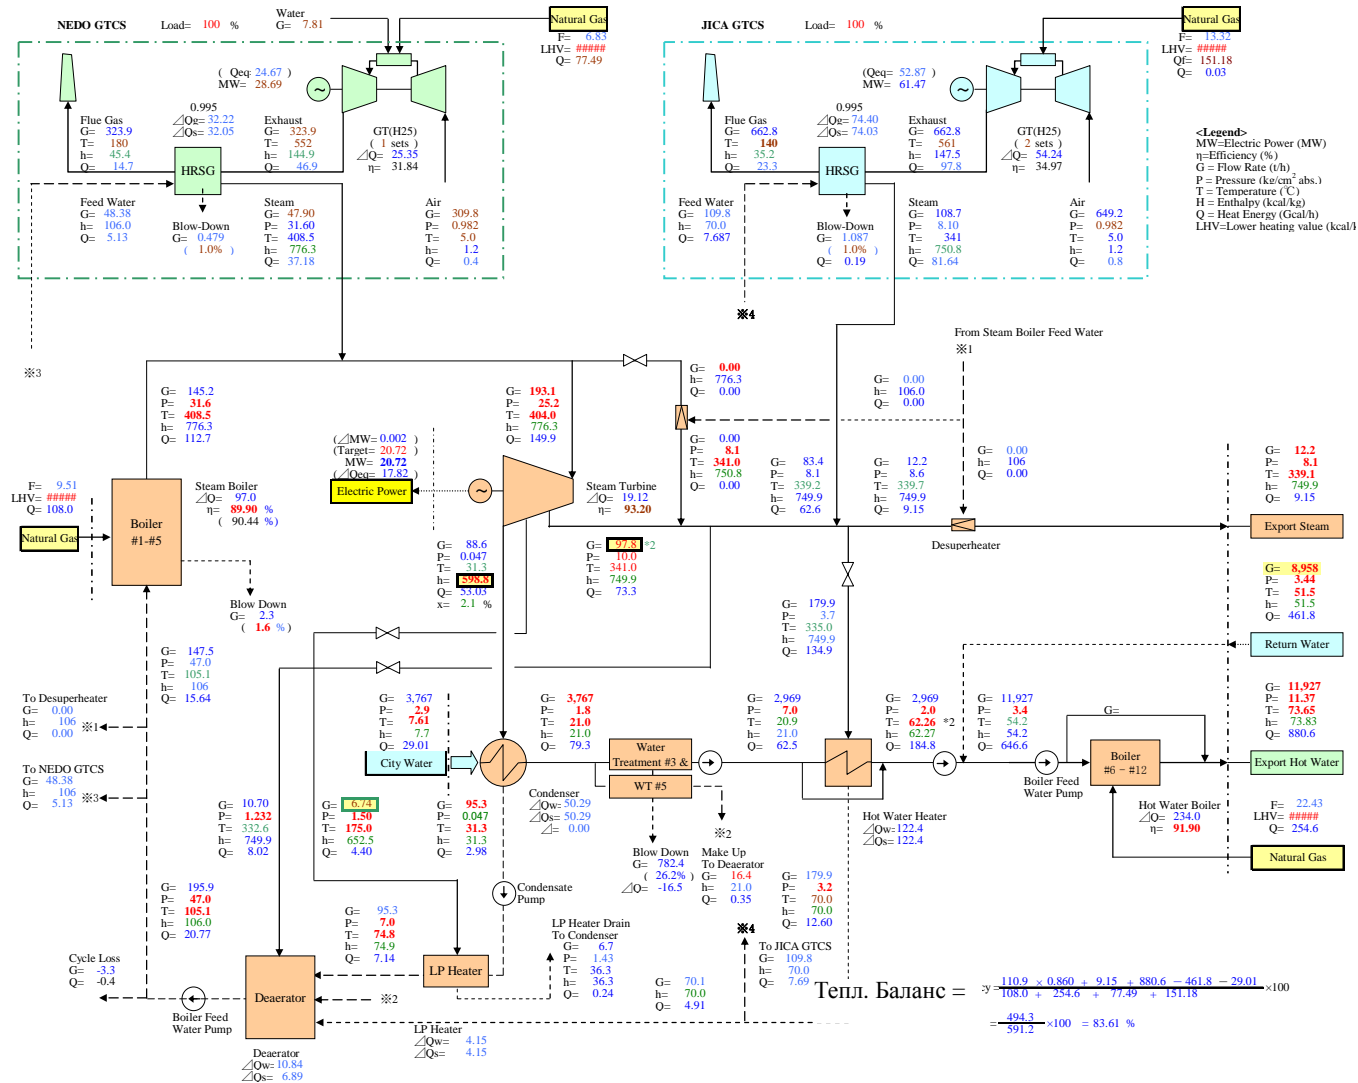 NEDO GTCS
Load= 100 %
Water
G= 7.81
Natural Gas
F= 6.83
LHV= #####
Q= 77.49
( Qeq= 24.67 )
MW= 28.69
0.995
⊿Qg= 32.22
⊿Qs= 32.05
Flue Gas
G= 323.9
T= 180
h= 45.4
Q= 14.7
HRSG
Exhaust
G= 323.9
T= 552
h= 144.9
Q= 46.9
GT(H25)
( 1 sets )
⊿Q= 25.35
η= 31.84
Feed Water
G= 48.38
h= 106.0
Q= 5.13
Blow-Down
G= 0.479
( 1.0% )
Steam
G= 47.90
P= 31.60
T= 408.5
h= 776.3
Q= 37.18
Air
G= 309.8
P= 0.982
T= 5.0
h= 1.2
Q= 0.4
※3
JICA GTCS
Load= 100 %
Natural Gas
F= 13.32
LHV= #####
Qf= 151.18
Q= 0.03
(Qeq= 52.87 )
MW= 61.47
0.995
⊿Qg= 74.40
⊿Qs= 74.03
Flue Gas
G= 662.8
T= 140
h= 35.2
Q= 23.3
HRSG
Exhaust
G= 662.8
T= 561
h= 147.5
Q= 97.8
GT(H25)
( 2 sets )
⊿Q= 54.24
η= 34.97
Feed Water
G= 109.8
h= 70.0
Q= 7.687
Blow-Down
G= 1.087
( 1.0% )
Q= 0.19
Steam
G= 108.7
P= 8.10
T= 341
h= 750.8
Q= 81.64
Air
G= 649.2
P= 0.982
T= 5.0
h= 1.2
Q= 0.8
※4
<Legend>
MW=Electric Power (MW)
η=Efficiency (%)
G = Flow Rate (t/h)
P = Pressure (kg/cm² abs.)
T = Temperature (℃)
H = Enthalpy (kcal/kg)
Q = Heat Energy (Gcal/h)
LHV=Lower heating value (kcal/
From Steam Boiler Feed Water
※1
G= 145.2
P= 31.6
T= 408.5
h= 776.3
Q= 112.7
G= 193.1
P= 25.2
T= 404.0
h= 776.3
Q= 149.9
G= 0.00
h= 776.3
Q= 0.00
G= 0.00
h= 106.0
Q= 0.00
(⊿MW= 0.002 )
(Target= 20.72
MW= 20.72
(⊿Qeq= 17.82 )
Electric Power
Steam Turbine
⊿Q= 19.12
η= 93.20
G= 0.00
P= 8.1
T= 341.0
h= 750.8
Q= 0.00
G= 83.4
P= 8.1
T= 339.2
h= 749.9
Q= 62.6
G= 12.2
P= 8.6
T= 339.7
h= 749.9
Q= 9.15
G= 0.00
h= 106
Q= 0.00
G= 12.2
P= 8.1
T= 339.1
h= 749.9
Q= 9.15
Export Steam
Desuperheater
F= 9.51
LHV= #####
Q= 108.0
Natural Gas
Boiler
#1-#5
Steam Boiler
⊿Q= 97.0
η= 89.90 %
( 90.44 %)
Blow Down
G= 2.3
( 1.6 % )
G= 88.6
P= 0.047
T= 31.3
h= 598.8
Q= 53.03
x= 2.1 %
G= 97.8 *2
P= 10.0
T= 341.0
h= 749.9
Q= 73.3
G= 179.9
P= 3.7
T= 335.0
h= 749.9
Q= 134.9
G= 8,958
P= 3.44
T= 51.5
h= 51.5
Q= 461.8
Return Water
G= 147.5
P= 47.0
T= 105.1
h= 106
Q= 15.64
To Desuperheater
G= 0.00
h= 106
Q= 0.00
※1
To NEDO GTCS
G= 48.38
h= 106
Q= 5.13
※3
G= 3,767
P= 2.9
T= 7.61
h= 7.7
Q= 29.01
City Water
G= 3,767
P= 1.8
T= 21.0
h= 21.0
Q= 79.3
Water
Treatment #3 &
WT #5
G= 2,969
P= 7.0
T= 20.9
h= 21.0
Q= 62.5
G= 2,969
P= 2.0
T= 62.26 *2
h= 62.27
Q= 184.8
G= 11,927
P= 3.4
T= 54.2
h= 54.2
Q= 646.6
G=
Boiler
#6 − #12
Boiler Feed
Water Pump
G= 11,927
P= 11.37
T= 73.65
h= 73.83
Q= 880.6
Export Hot Water
Hot Water Boiler
⊿Q= 234.0
η= 91.90
F= 22.43
LHV= #####
Q= 254.6
Natural Gas
G= 10.70
P= 1.232
T= 332.6
h= 749.9
Q= 8.02
G= 6.74
P= 1.50
T= 175.0
h= 652.5
Q= 4.40
G= 95.3
P= 0.047
T= 31.3
h= 31.3
Q= 2.98
Condenser
⊿Qw= 50.29
⊿Qs= 50.29
⊿= 0.00
Hot Water Heater
⊿Qw= 122.4
⊿Qs= 122.4
Blow Down
G= 782.4
( 26.2% )
⊿Q= -16.5
※2
Make Up
To Deaerator
G= 16.4
h= 21.0
Q= 0.35
G= 179.9
P= 3.2
T= 70.0
h= 70.0
Q= 12.60
G= 195.9
P= 47.0
T= 105.1
h= 106.0
Q= 20.77
Condensate
Pump
G= 95.3
P= 7.0
T= 74.8
h= 74.9
Q= 7.14
LP Heater
LP Heater Drain
To Condenser
G= 6.7
P= 1.43
T= 36.3
h= 36.3
Q= 0.24
※4
To JICA GTCS
G= 109.8
h= 70.0
Q= 7.69
G= 70.1
h= 70.0
Q= 4.91
Cycle Loss
G= -3.3
Q= -0.4
Boiler Feed
Water Pump
Deaerator
※2
LP Heater
⊿Qw= 4.15
⊿Qs= 4.15
Deaerator
⊿Qw= 10.84
⊿Qs= 6.89
Тепл. Баланс =
110.9 × 0.860 + 9.15 + 880.6 − 461.8 − 29.01
108.0 + 254.6 + 77.49 + 151.18
×100
= 494.3
591.2
×100 = 83.61 %